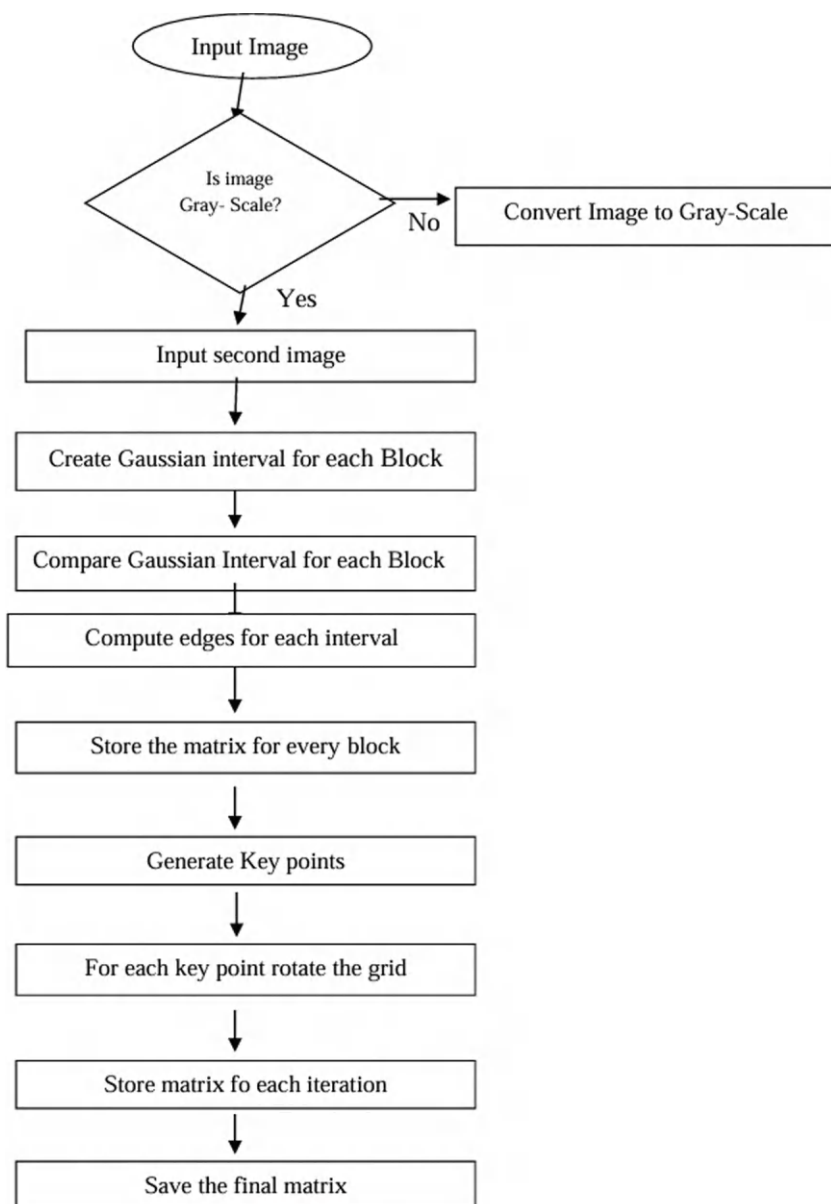 Input Image
Is image
Gray- Scale?
No
Convert Image to Gray-Scale
Yes
Input second image
Create Gaussian interval for each Block
Compare Gaussian Interval for each Block
Compute edges for each interval
Store the matrix for every block
Generate Key points
For each key point rotate the grid
Store matrix fo each iteration
Save the final matrix